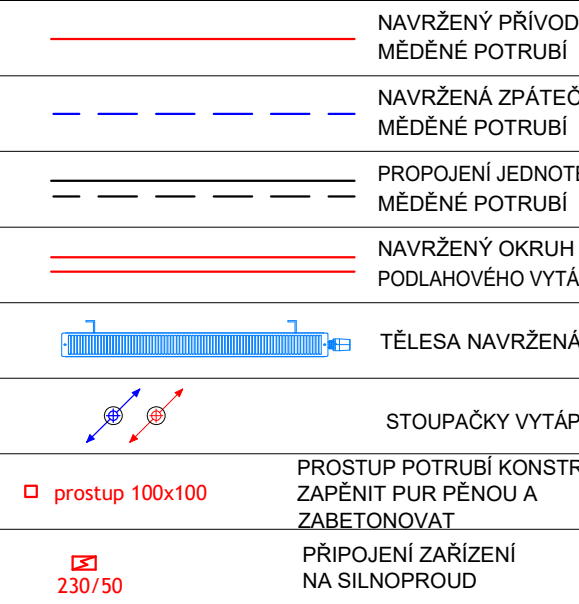 NAVRŽENÝ PŘÍVOD
MĚDĚNÉ POTRUBÍ
NAVRŽENÁ ZPÁTEČ
MĚDĚNÉ POTRUBÍ
PROPOJENÍ JEDNOTE
MĚDĚNÉ POTRUBÍ
NAVRŽENÝ OKRUH
PODLAHOVÉHO VYTÁ
TĚLESA NAVRŽENÁ
STOUPAČKY VYTÁP
prostup 100x100
PROSTUP POTRUBÍ KONSTR
ZAPĚNIT PUR PĚNOU A
ZABETONOVAT
230/50
PŘIPOJENÍ ZAŘÍZENÍ
NA SILNOPROUD